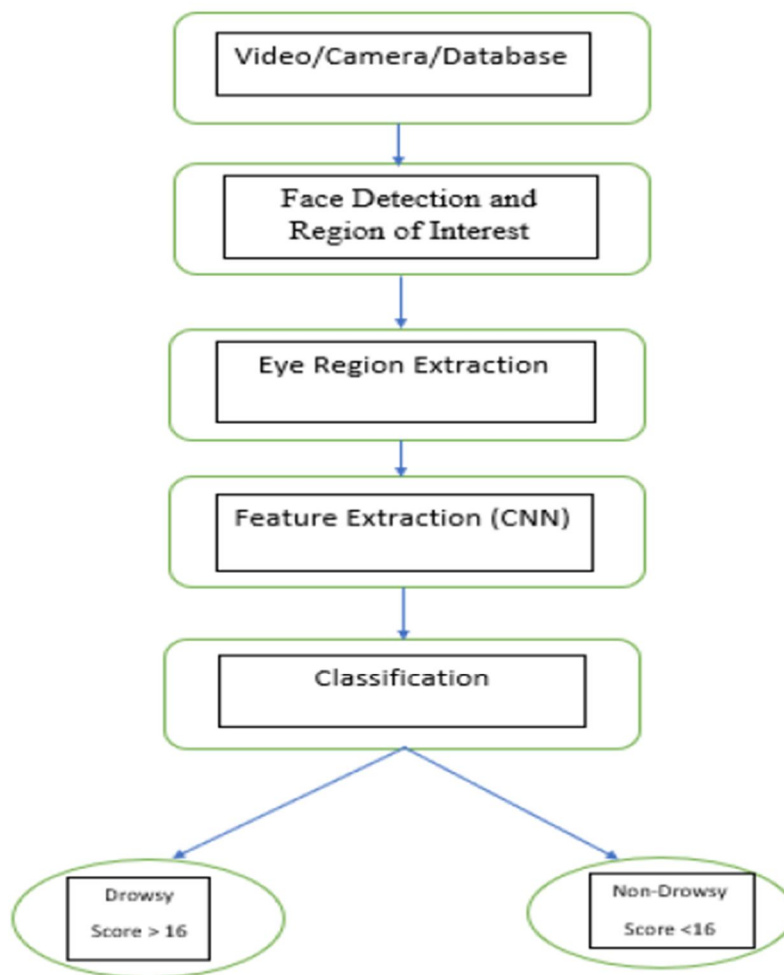 Video/Camera/Database
Face Detection and
Region of Interest
Eye Region Extraction
Feature Extraction (CNN)
Classification
Drowsy
Score > 16
Non-Drowsy
Score <16